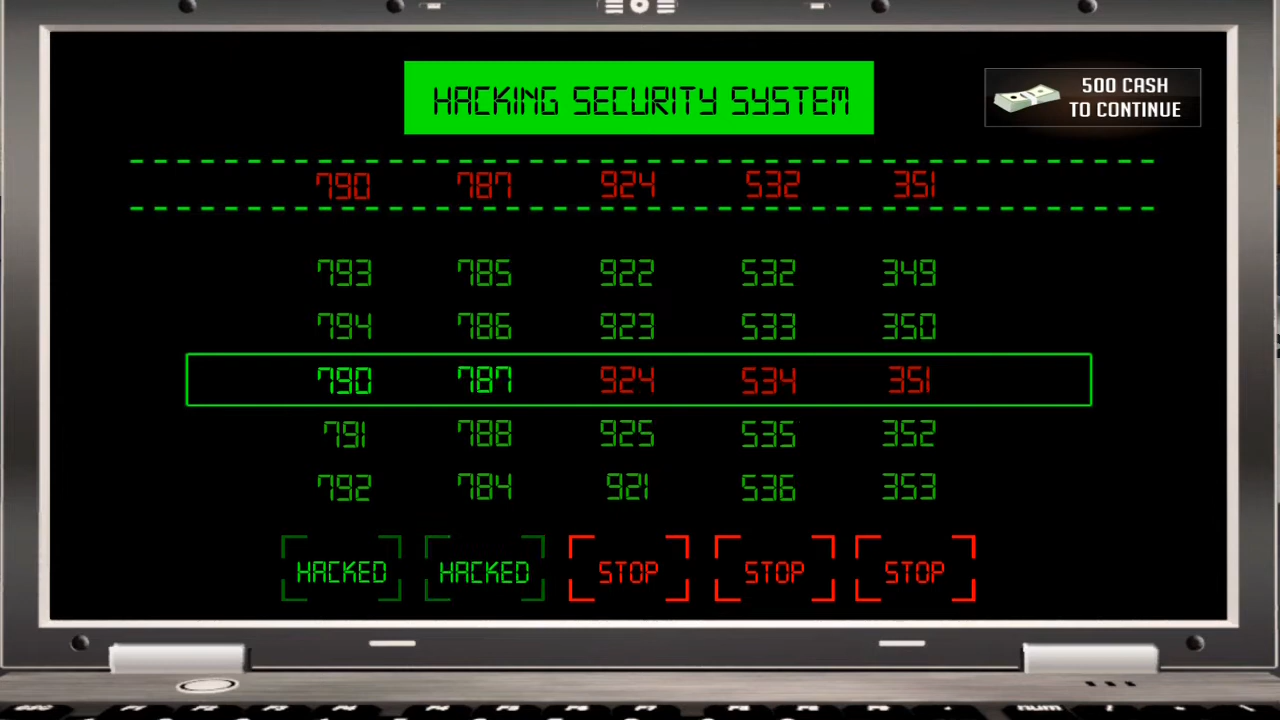 HACKING SECURITY SYSTEM
500 CASH
TO CONTINUE
790 787 924 532 351
793 785 922 532 349
794 786 923 533 350
790 787 924 534 351
791 788 925 535 352
792 784 921 536 353
HACKED HACKED STOP STOP STOP